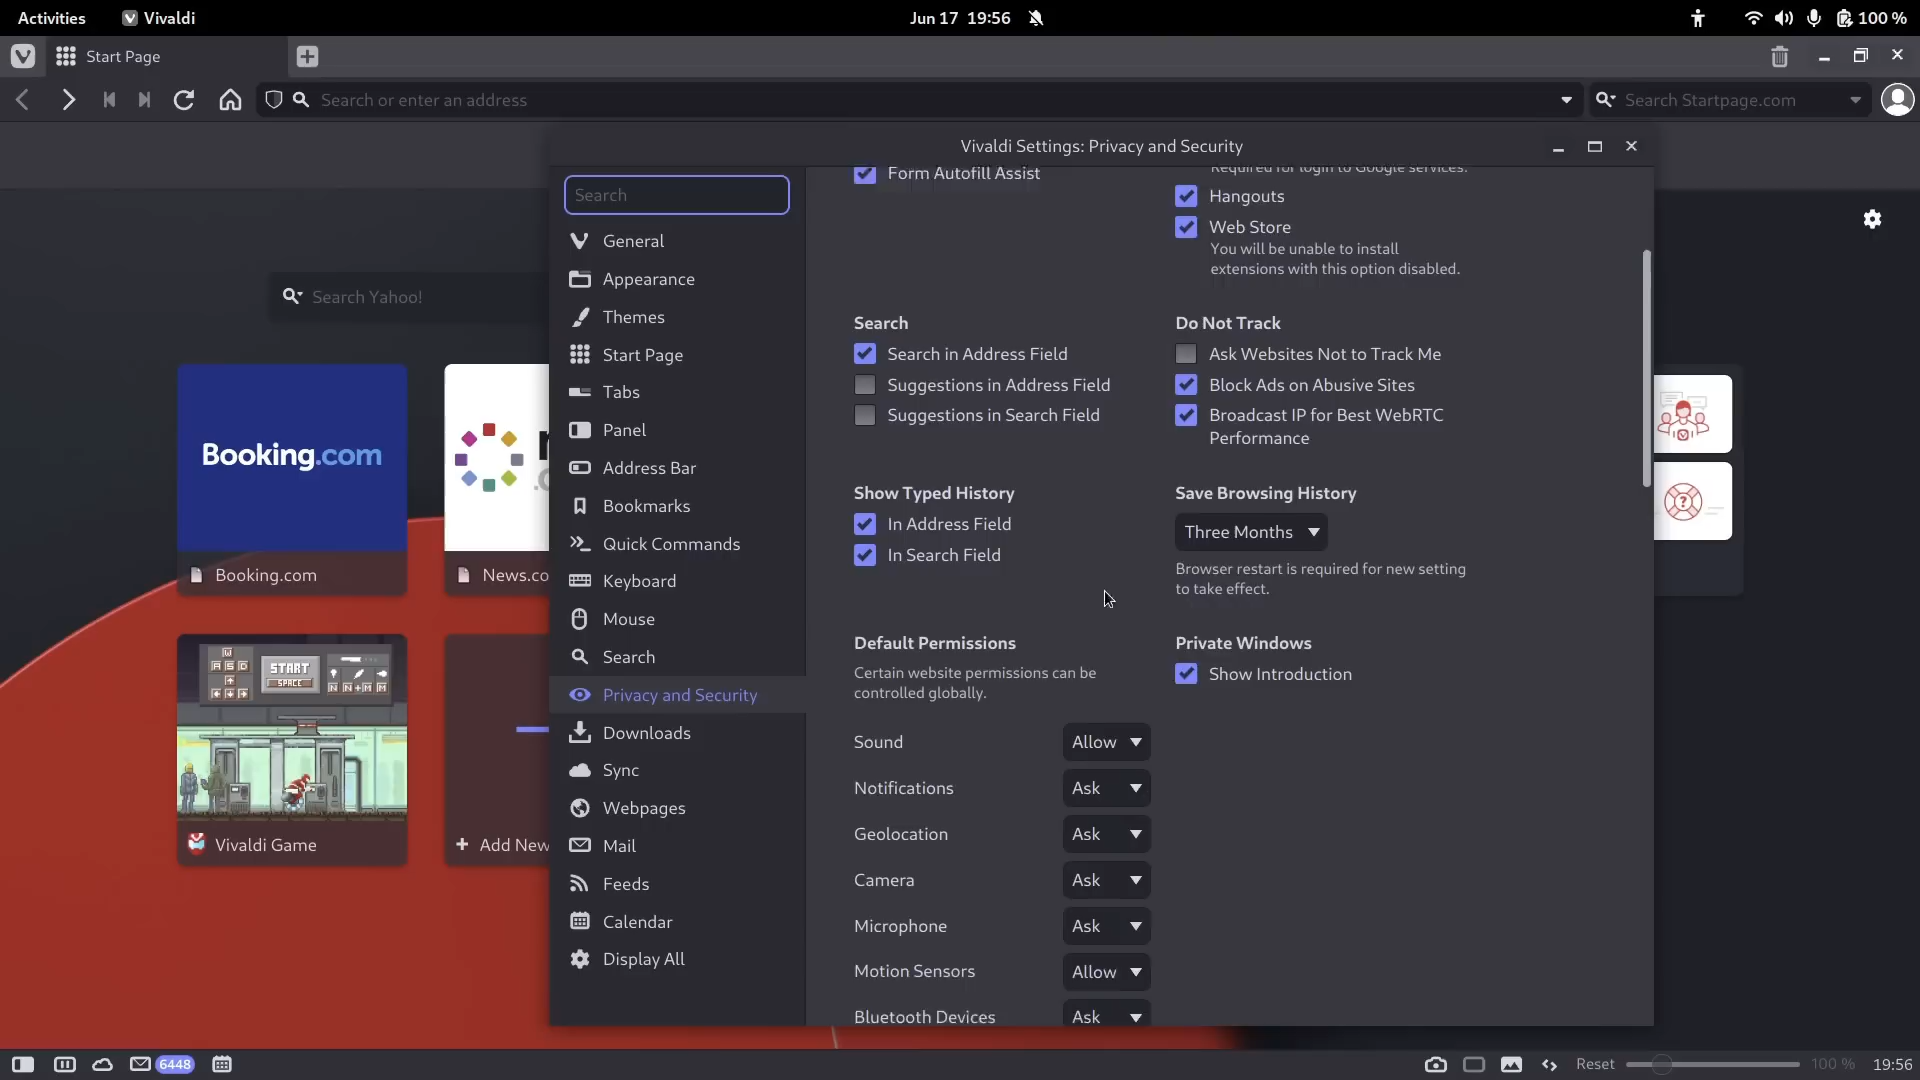 Activities
Vivaldi
Jun 17 19:56
100 %
Start Page
Search or enter an address
Search Startpage.com
Vivaldi Settings: Privacy and Security
Search
General
Appearance
Themes
Start Page
Tabs
Panel
Address Bar
Bookmarks
Quick Commands
Keyboard
Mouse
Search
Privacy and Security
Downloads
Sync
Webpages
Mail
Feeds
Calendar
Display All
Form Autofill Assist
Required for login to Google services.
Hangouts
Web Store
You will be unable to install
extensions with this option disabled.
Search
Search in Address Field
Suggestions in Address Field
Suggestions in Search Field
Do Not Track
Ask Websites Not to Track Me
Block Ads on Abusive Sites
Broadcast IP for Best WebRTC
Performance
Show Typed History
In Address Field
In Search Field
Save Browsing History
Three Months
Browser restart is required for new setting
to take effect.
Default Permissions
Certain website permissions can be
controlled globally.
Private Windows
Show Introduction
Sound Allow
Notifications Ask
Geolocation Ask
Camera Ask
Microphone Ask
Motion Sensors Allow
Bluetooth Devices Ask
Search Yahoo!
Booking.com
Booking.com
News.co
W
A S D
START
SPACE
N N+M M
Vivaldi Game
+ Add New
6448
Reset
100 %
19:56